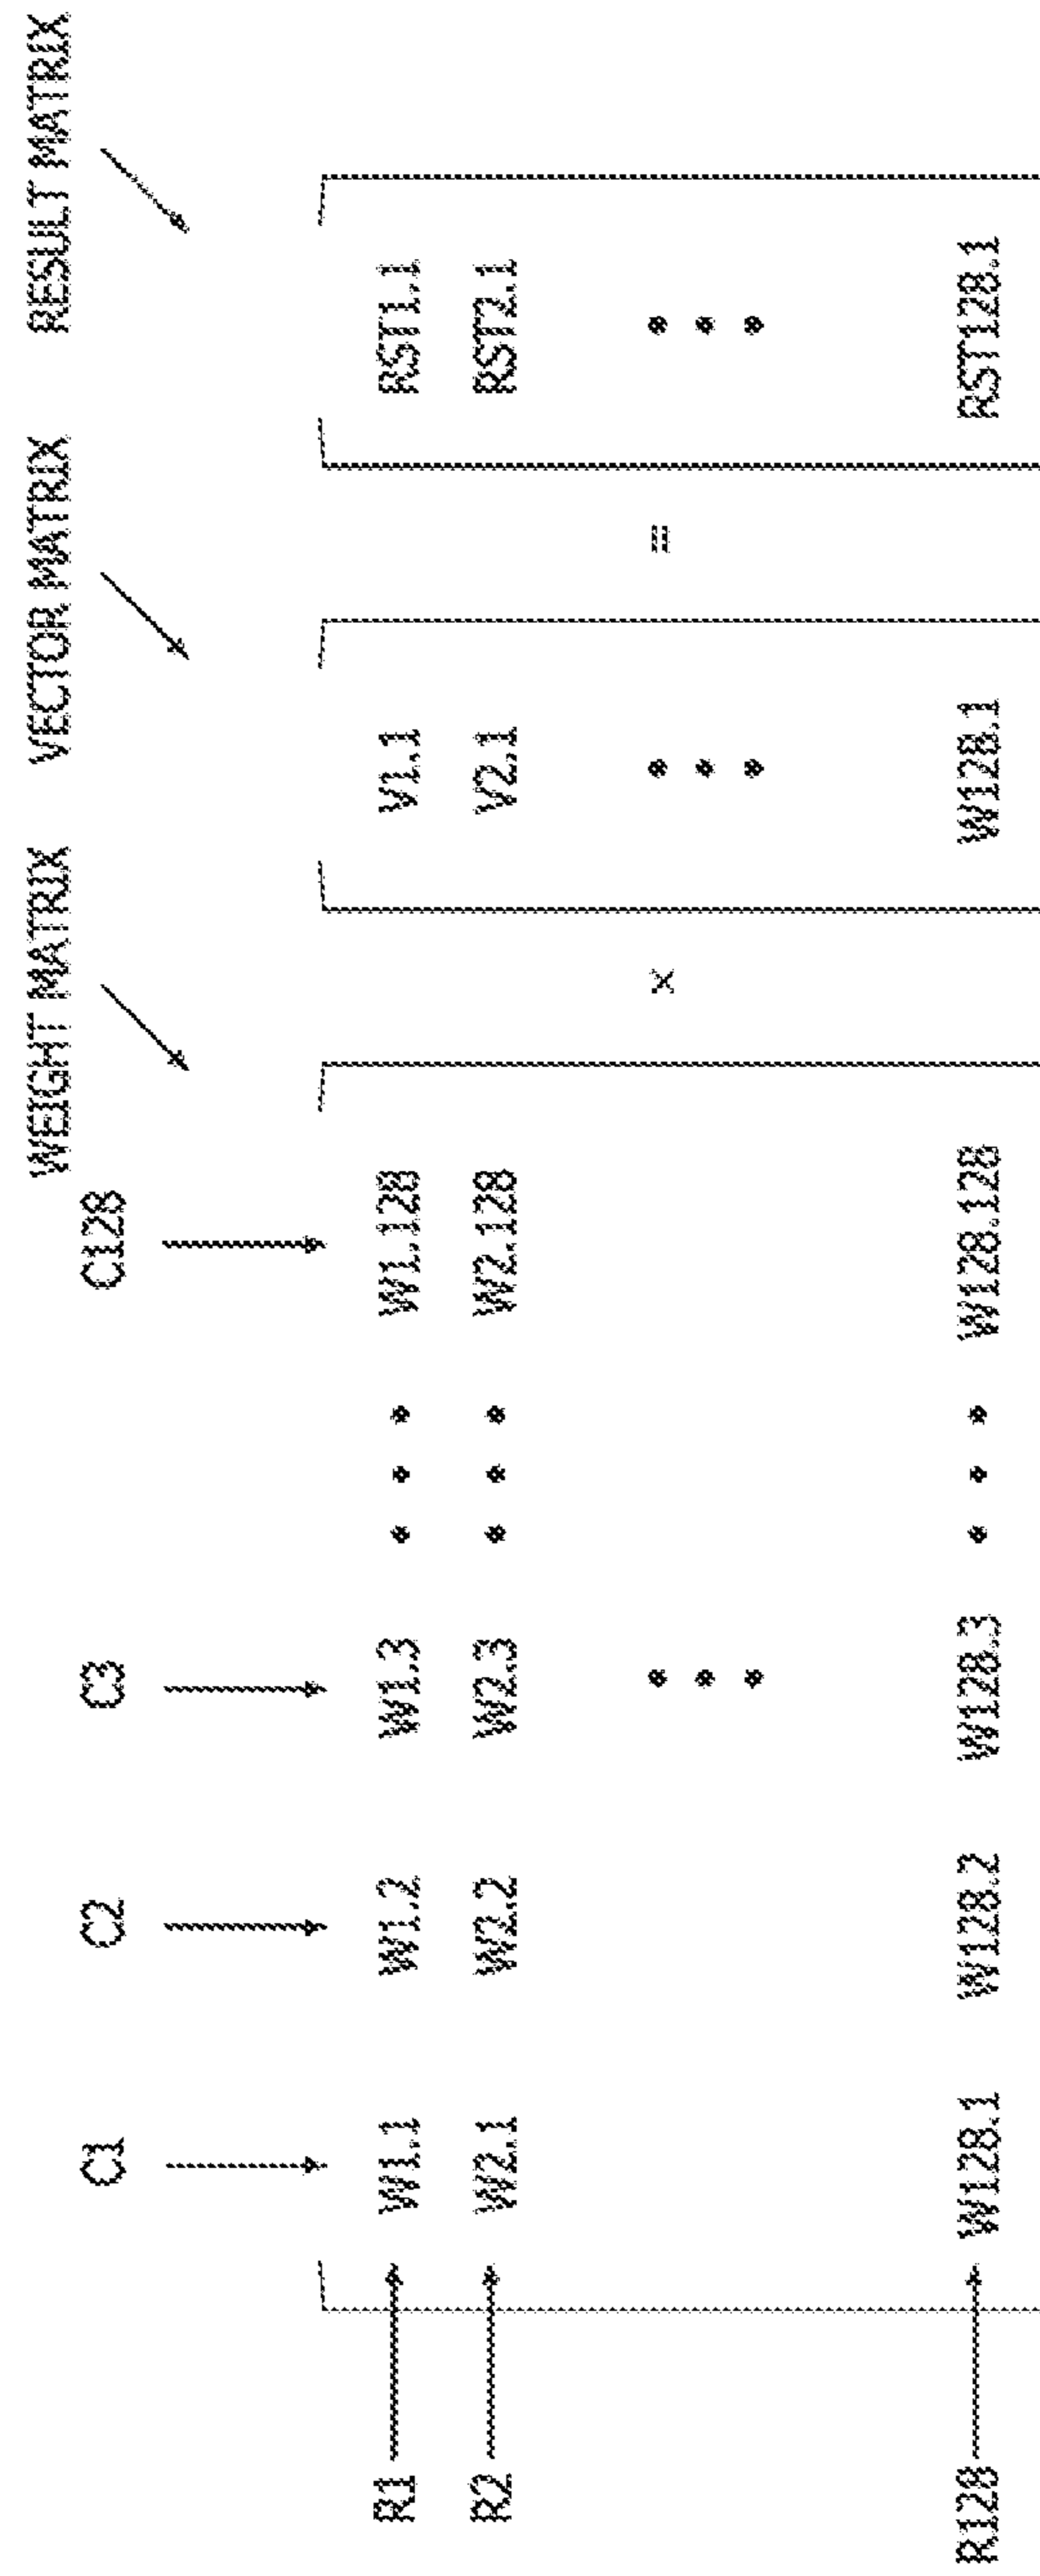 WEIGHT MATRIX VECTOR MATRIX RESULT MATRIX
C1 C2 C3 C128
R1 W1.1 W1.2 W1.3 • • • W1.128 V1.1 RST1.1
R2 W2.1 W2.2 W2.3 • • • W2.128 V2.1 RST2.1
• • • × • • • = • • •
R128 W128.1 W128.2 W128.3 • • • W128.128 W128.1 RST128.1